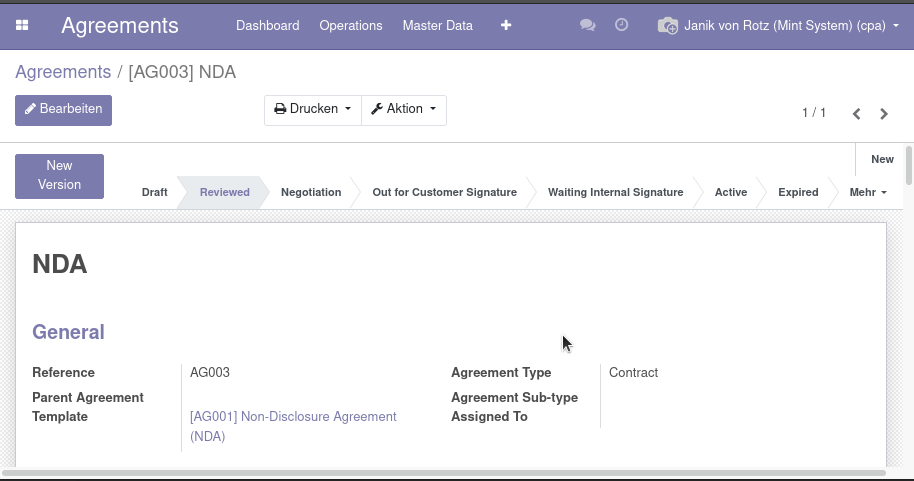 Agreements Dashboard Operations Master Data + Janik von Rotz (Mint System) (cpa)
Agreements / [AG003] NDA
Bearbeiten Drucken Aktion 1 / 1
New Version New
Draft Reviewed Negotiation Out for Customer Signature Waiting Internal Signature Active Expired Mehr
NDA
General
Reference AG003 Agreement Type Contract
Parent Agreement Agreement Sub-type
Template [AG001] Non-Disclosure Agreement Assigned To
(NDA)